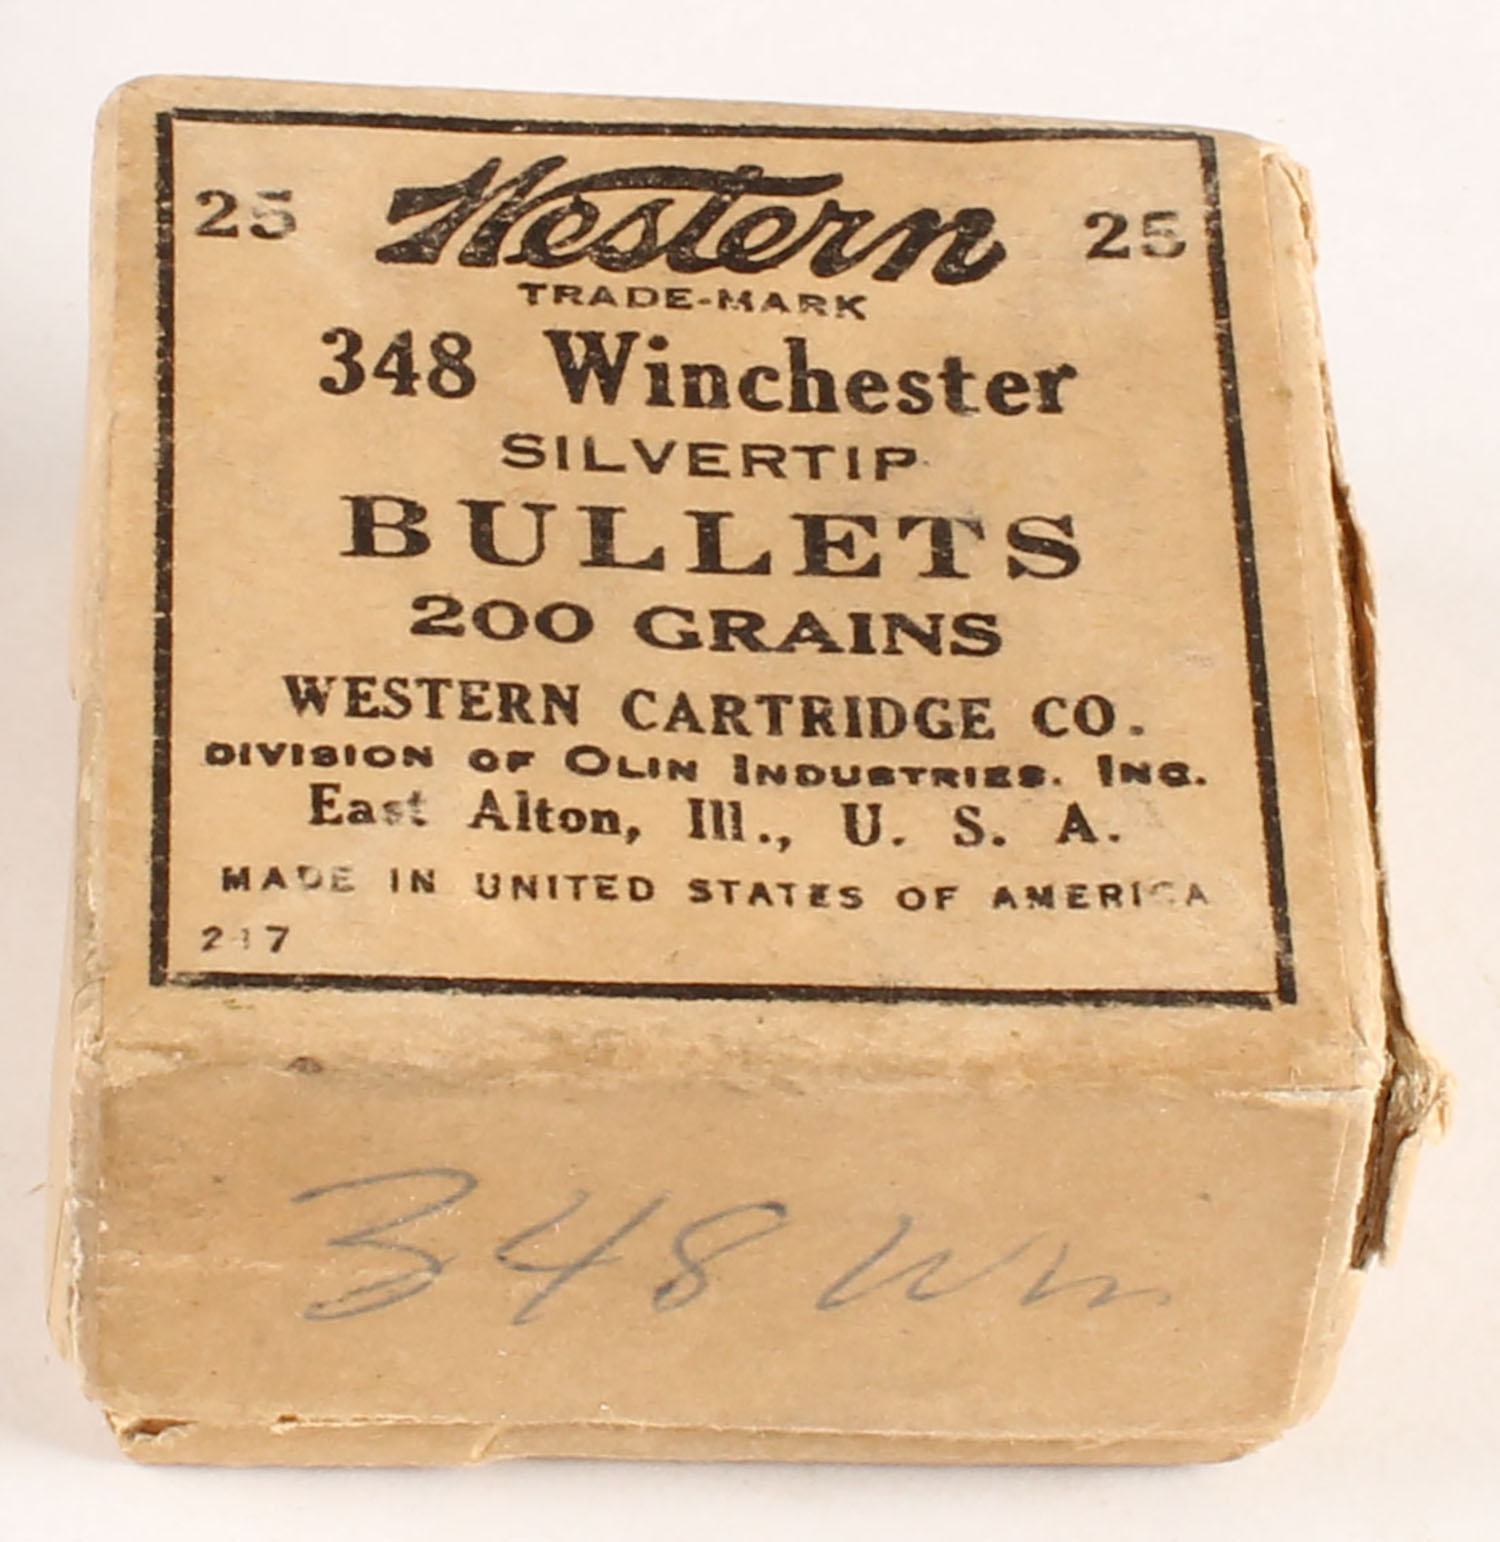 25 Western 25
TRADE-MARK
348 Winchester
SILVERTIP
BULLETS
200 GRAINS
WESTERN CARTRIDGE CO.
DIVISION OF OLIN INDUSTRIES, INC.
East Alton, Ill., U. S. A.
MADE IN UNITED STATES OF AMERICA
348 Win